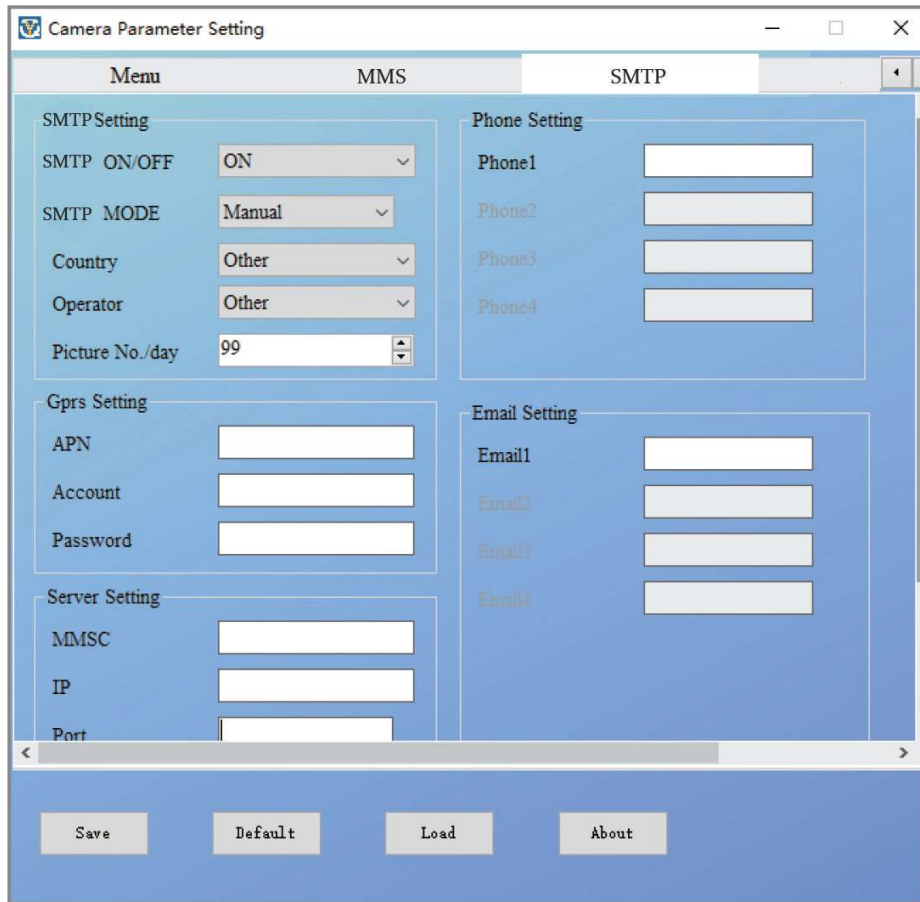 Camera Parameter Setting
Menu MMS SMTP
SMTP Setting
SMTP ON/OFF ON
SMTP MODE Manual
Country Other
Operator Other
Picture No./day 99
Gprs Setting
APN
Account
Password
Server Setting
MMSC
IP
Port
Phone Setting
Phone1
Phone2
Phone3
Phone4
Email Setting
Email1
Email2
Email3
Email4
Save Default Load About